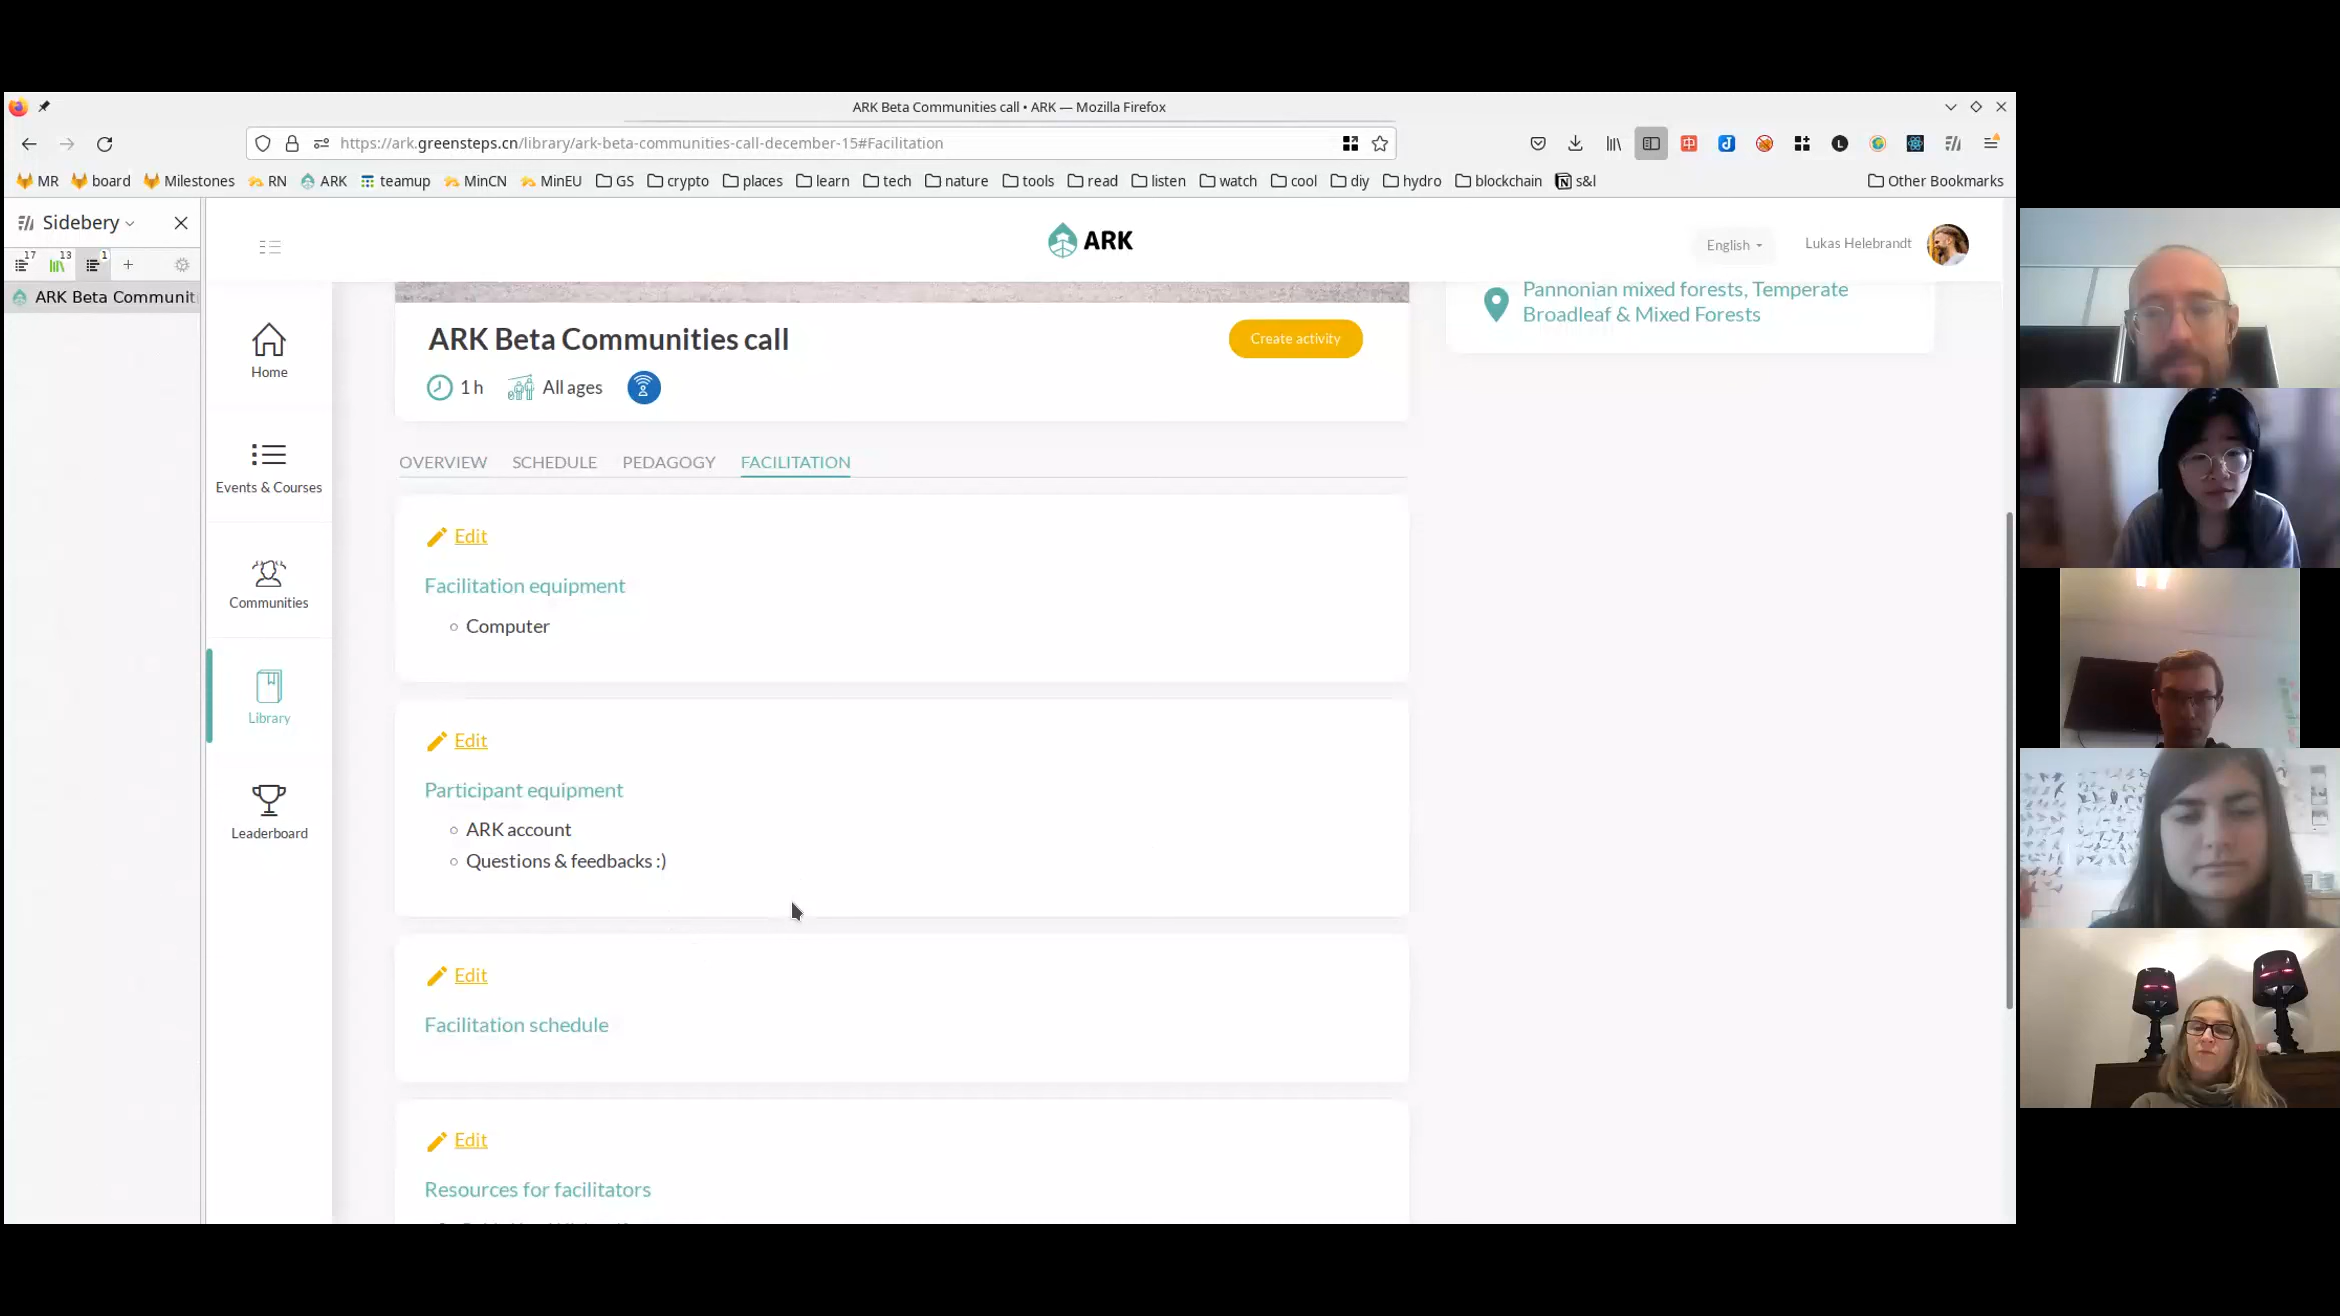 ARK Beta Communities call • ARK — Mozilla Firefox
https://ark.greensteps.cn/library/ark-beta-communities-call-december-15#Facilitation
MR board Milestones RN ARK teamup MinCN MinEU GS crypto places learn tech nature tools read listen watch cool diy hydro blockchain s&l Other Bookmarks
Sidebery
17 13 1
ARK Beta Communit
ARK
English
Lukas Helebrandt
Home
Events & Courses
Communities
Library
Leaderboard
Pannonian mixed forests, Temperate
Broadleaf & Mixed Forests
ARK Beta Communities call
Create activity
1 h All ages
OVERVIEW SCHEDULE PEDAGOGY FACILITATION
Edit
Facilitation equipment
Computer
Edit
Participant equipment
ARK account
Questions & feedbacks :)
Edit
Facilitation schedule
Edit
Resources for facilitators